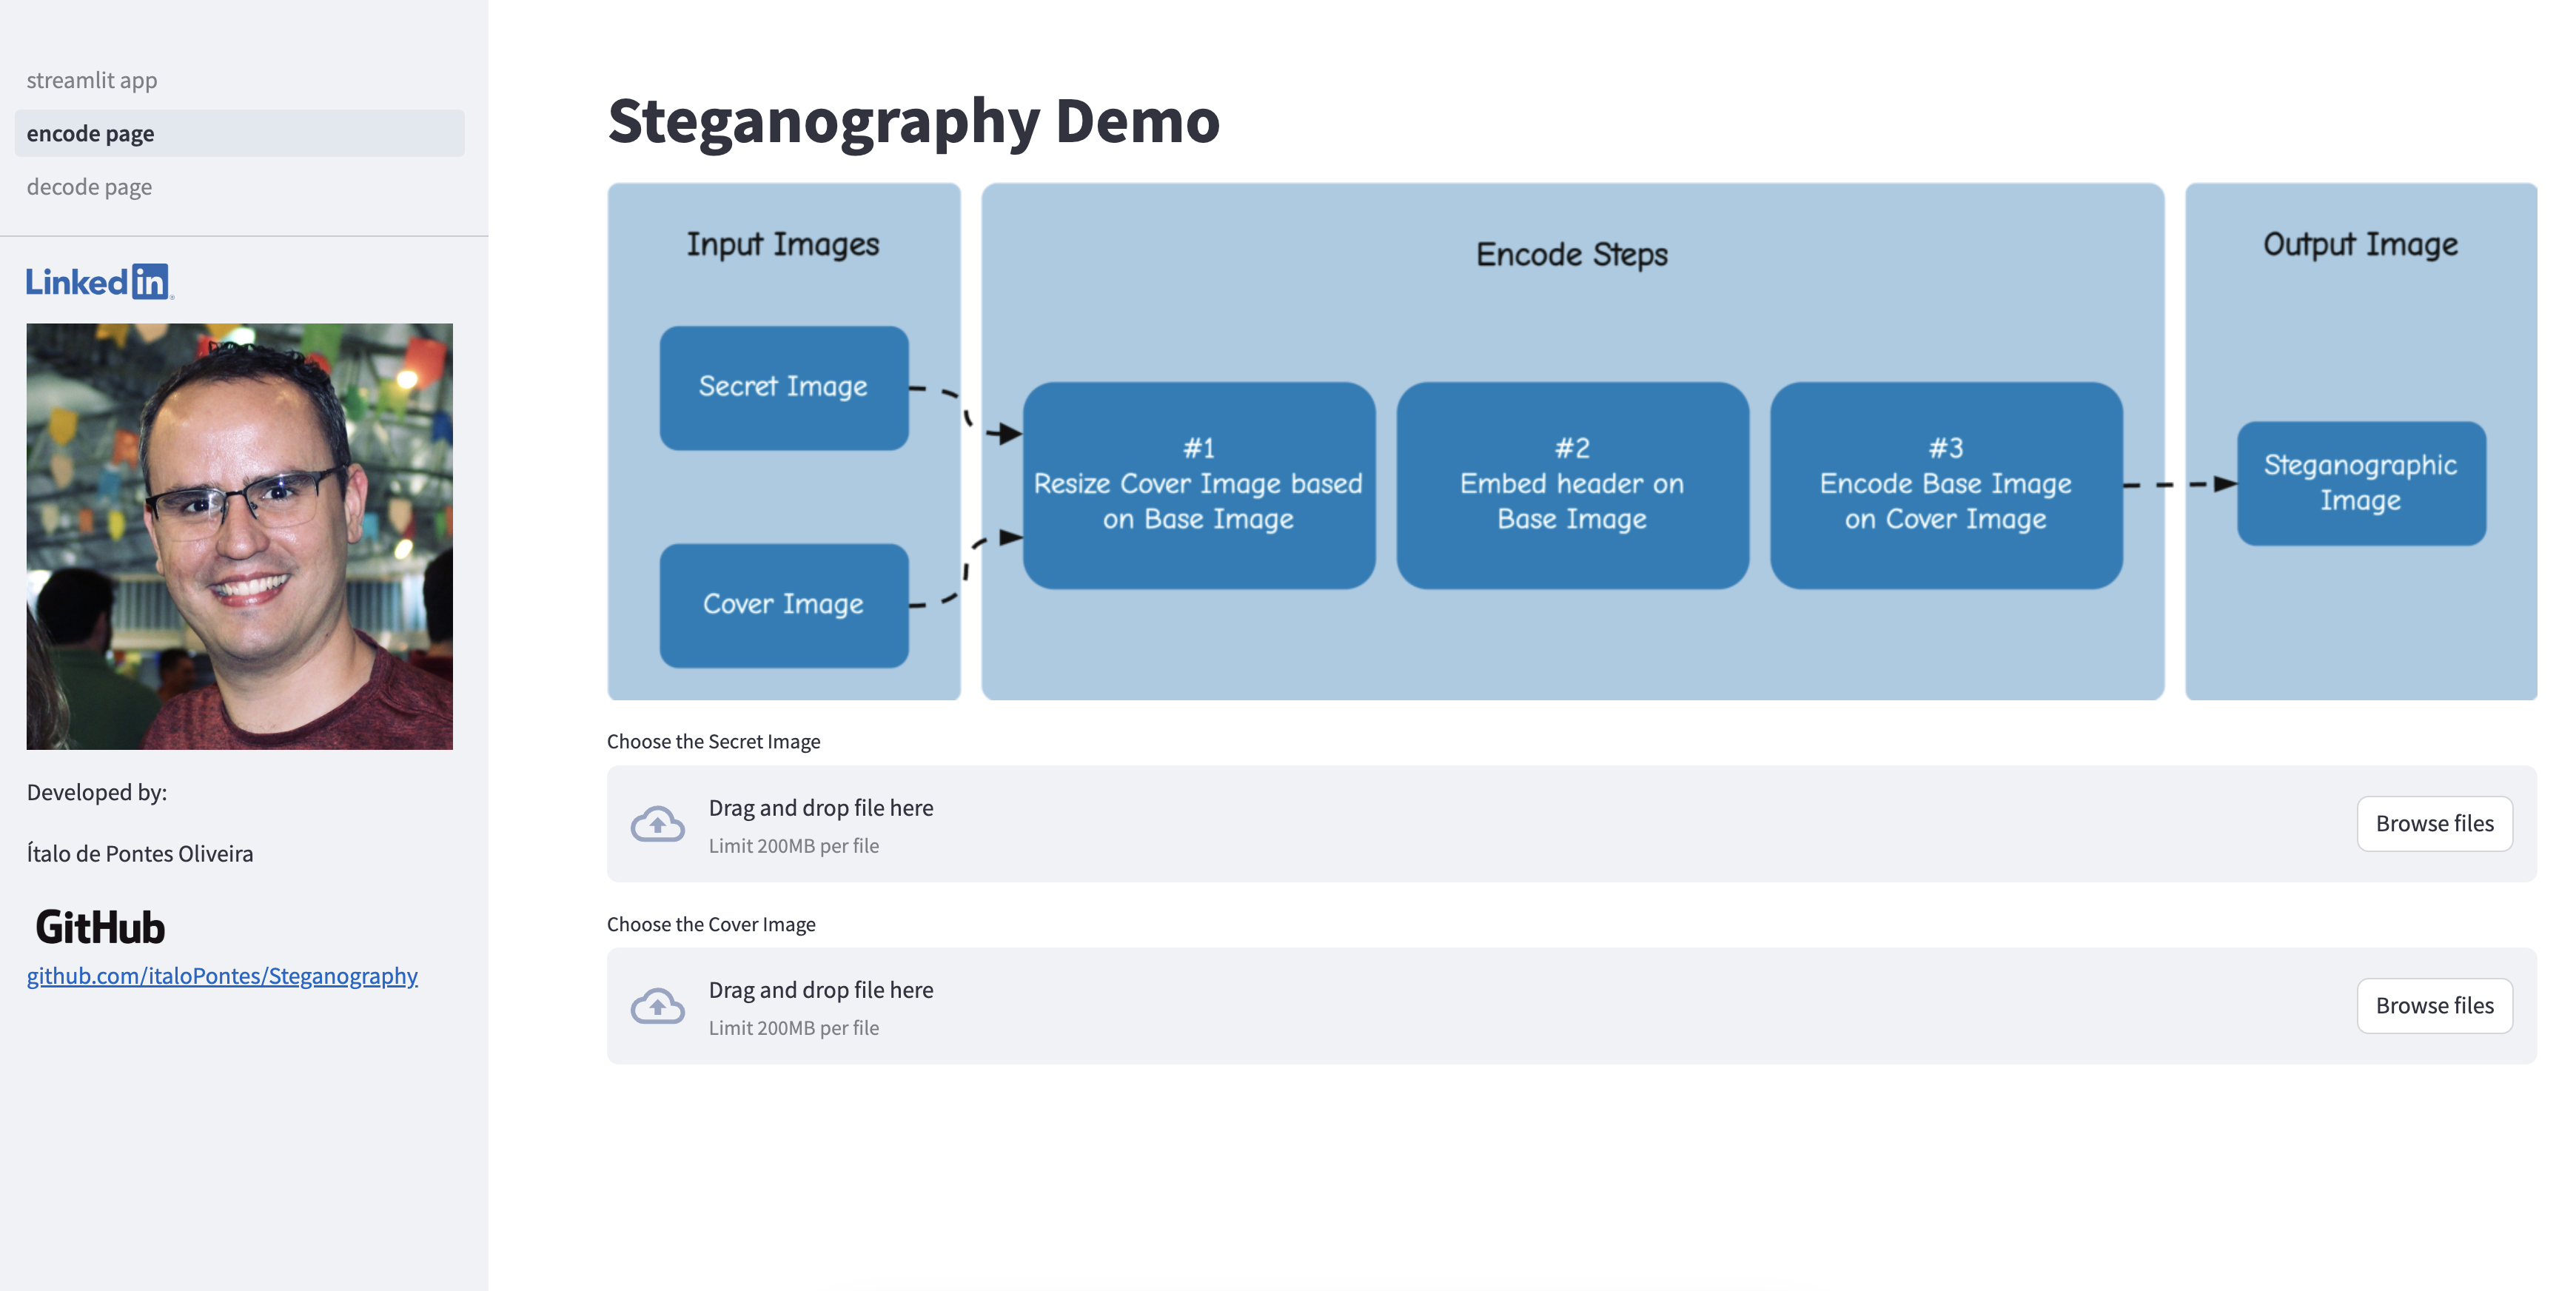 streamlit app
encode page
decode page
Linked in
Developed by:
Ítalo de Pontes Oliveira
GitHub
github.com/italoPontes/Steganography
Steganography Demo
Input Images
Secret Image
Cover Image
Encode Steps
#1
Resize Cover Image based
on Base Image
#2
Embed header on
Base Image
#3
Encode Base Image
on Cover Image
Output Image
Steganographic
Image
Choose the Secret Image
Drag and drop file here
Limit 200MB per file
Browse files
Choose the Cover Image
Drag and drop file here
Limit 200MB per file
Browse files